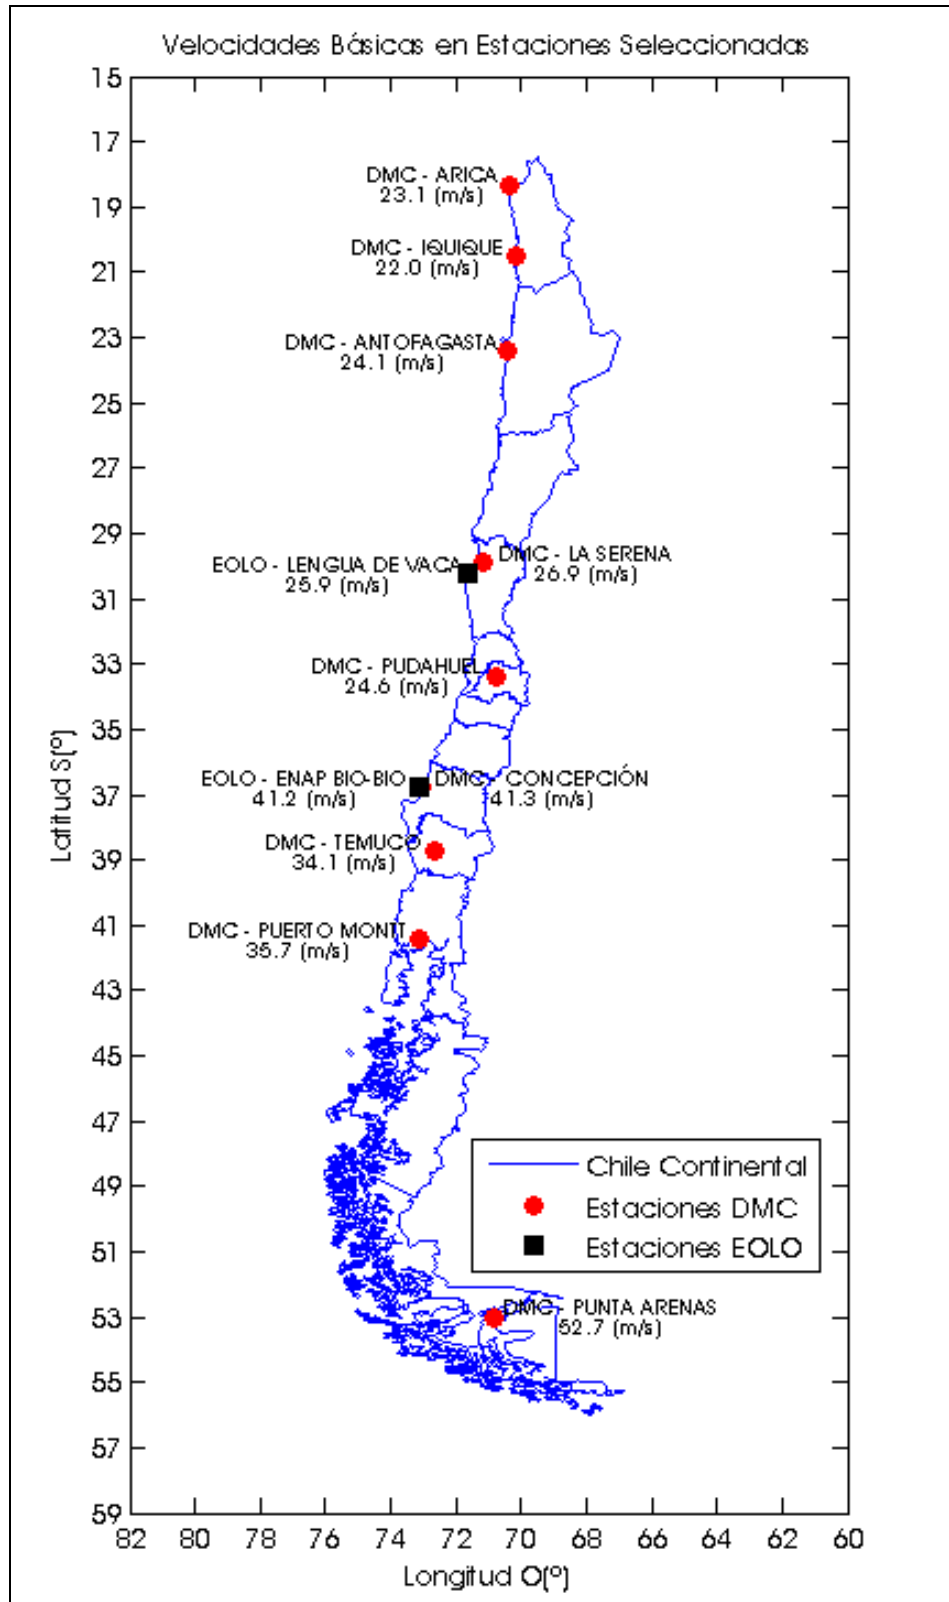 Velocidades Básicas en Estaciones Seleccionadas
15
17
19
21
23
25
27
29
31
33
35
37
39
41
43
45
47
49
51
53
55
57
59
Latitud S(º)
DMC - ARICA
23.1 (m/s)
DMC - IQUIQUE
22.0 (m/s)
DMC - ANTOFAGASTA
24.1 (m/s)
DMC - LA SERENA
26.9 (m/s)
EOLO - LENGUA DE VACA
25.9 (m/s)
DMC - PUDAHUEL
24.6 (m/s)
EOLO - ENAP BIO-BIO
41.2 (m/s)
DMC - CONCEPCIÓN
41.3 (m/s)
DMC - TEMUCO
34.1 (m/s)
DMC - PUERTO MONTT
35.7 (m/s)
Chile Continental
Estaciones DMC
Estaciones EOLO
DMC - PUNTA ARENAS
52.7 (m/s)
82 80 78 76 74 72 70 68 66 64 62 60
Longitud O(º)